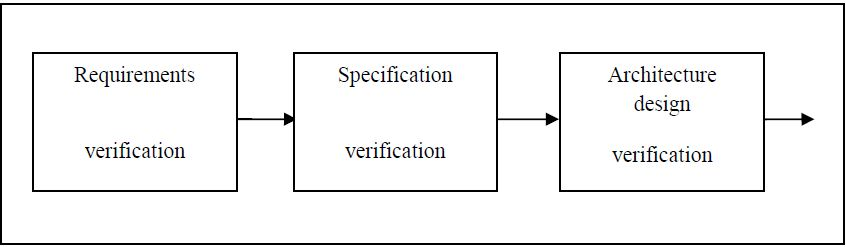 Requirements
verification
Specification
verification
Architecture
design
verification